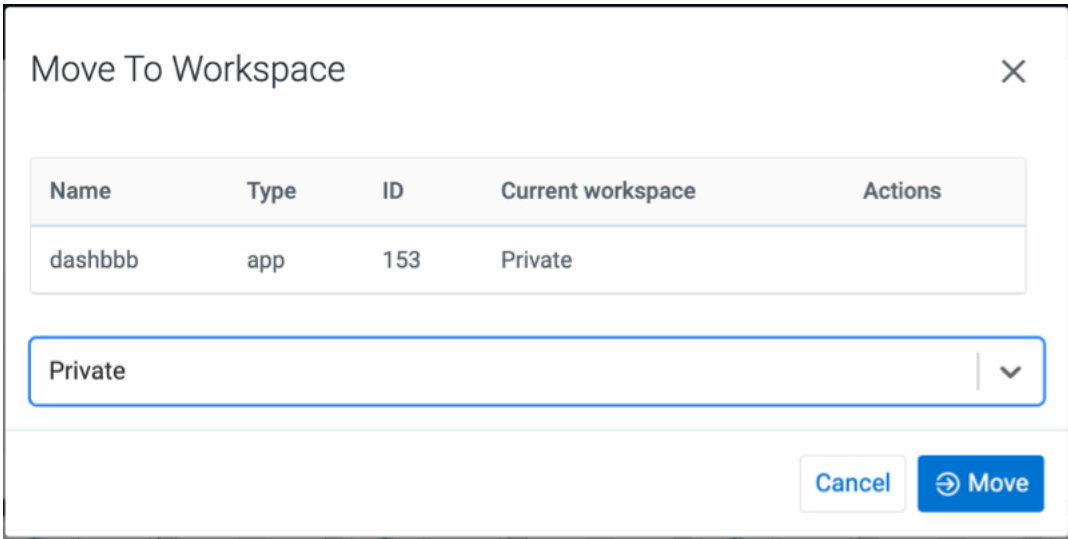 Move To Workspace
Name Type ID Current workspace Actions
dashbbb app 153 Private
Private
Cancel Move